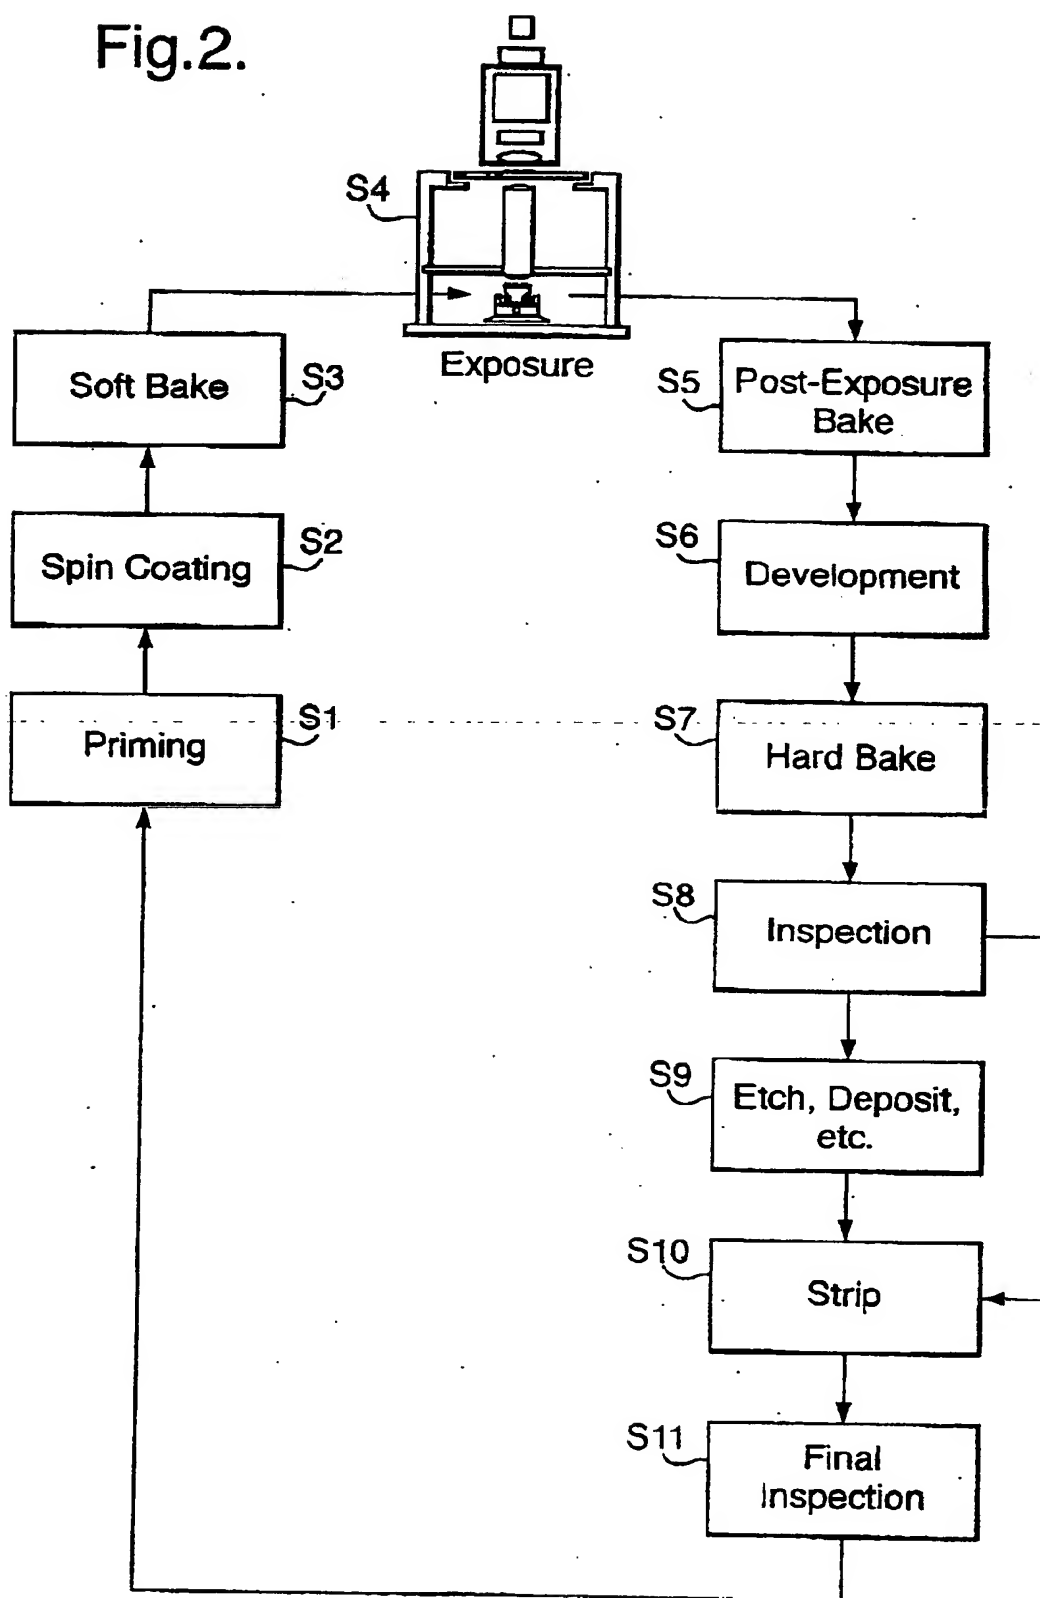 Fig.2.
S4
Exposure
Soft Bake
S3
Spin Coating
S2
Priming
S1
S5
Post-Exposure
Bake
S6
Development
S7
Hard Bake
S8
Inspection
S9
Etch, Deposit,
etc.
S10
Strip
S11
Final
Inspection